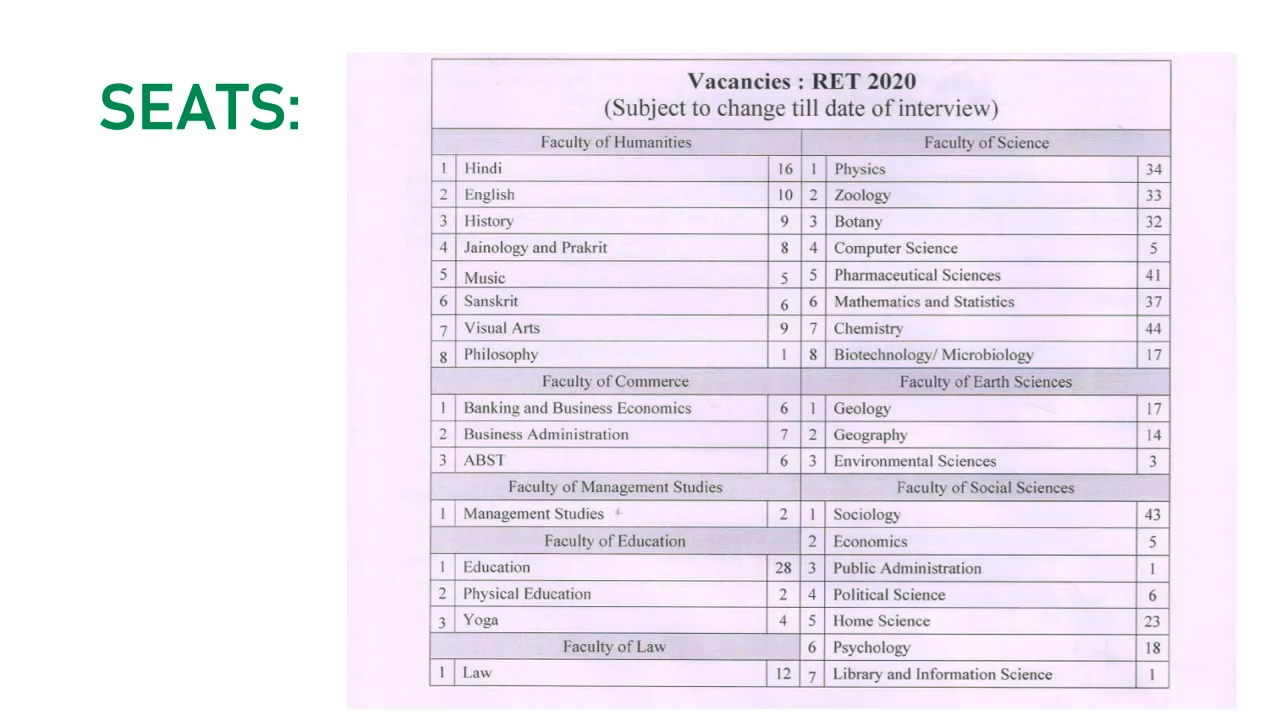 SEATS:
Vacancies : RET 2020
(Subject to change till date of interview)
Faculty of Humanities
1 Hindi 16
2 English 10
3 History 9
4 Jainology and Prakrit 8
5 Music 5
6 Sanskrit 6
7 Visual Arts 9
8 Philosophy 1
Faculty of Commerce
1 Banking and Business Economics 6
2 Business Administration 7
3 ABST 6
Faculty of Management Studies
1 Management Studies 2
Faculty of Education
1 Education 28
2 Physical Education 2
3 Yoga 4
Faculty of Law
1 Law 12
Faculty of Science
1 Physics 34
2 Zoology 33
3 Botany 32
4 Computer Science 5
5 Pharmaceutical Sciences 41
6 Mathematics and Statistics 37
7 Chemistry 44
8 Biotechnology/ Microbiology 17
Faculty of Earth Sciences
1 Geology 17
2 Geography 14
3 Environmental Sciences 3
Faculty of Social Sciences
1 Sociology 43
2 Economics 5
3 Public Administration 1
4 Political Science 6
5 Home Science 23
6 Psychology 18
7 Library and Information Science 1